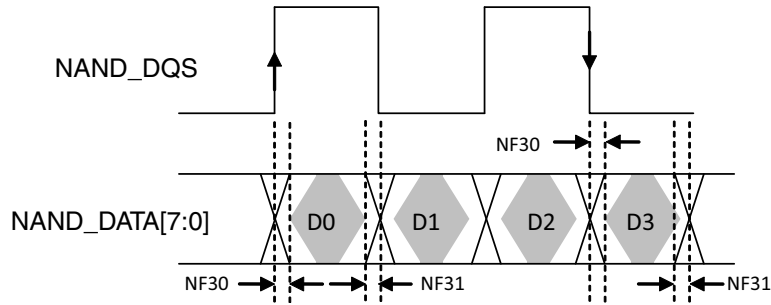 NAND_DQS
NF30
NAND_DATA[7:0]
D0
D1
D2
D3
NF30
NF31
NF31